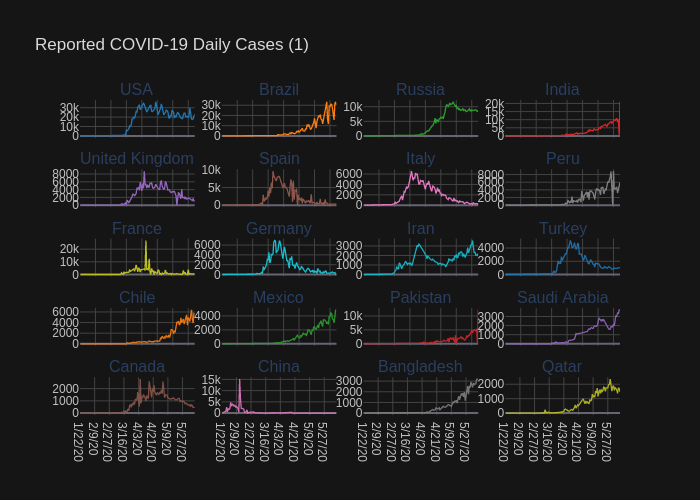 Reported COVID-19 Daily Cases (1)
USA Brazil Russia India
30k 20k 10k 0
30k 20k 10k 0
10k 5k 0
20k 15k 10k 5k 0
United Kingdom Spain Italy Peru
8000 6000 4000 2000 0
10k 5k 0
6000 4000 2000 0
8000 6000 4000 2000 0
France Germany Iran Turkey
20k 10k 0
6000 4000 2000 0
3000 2000 1000 0
4000 2000 0
Chile Mexico Pakistan Saudi Arabia
6000 4000 2000 0
4000 2000 0
10k 5k 0
3000 2000 1000 0
Canada China Bangladesh Qatar
2000 1000 0
15k 10k 5k 0
3000 2000 1000 0
2000 1000 0
1/22/20 2/9/20 2/27/20 3/16/20 4/3/20 4/21/20 5/9/20 5/27/20
1/22/20 2/9/20 2/27/20 3/16/20 4/3/20 4/21/20 5/9/20 5/27/20
1/22/20 2/9/20 2/27/20 3/16/20 4/3/20 4/21/20 5/9/20 5/27/20
1/22/20 2/9/20 2/27/20 3/16/20 4/3/20 4/21/20 5/9/20 5/27/20